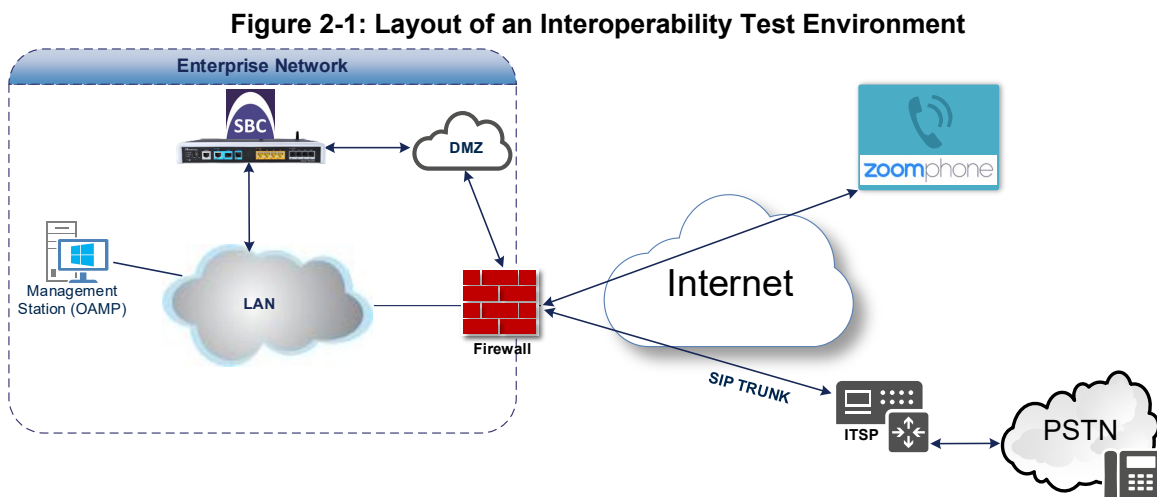 Figure 2-1: Layout of an Interoperability Test Environment
Enterprise Network
SBC
DMZ
zoomphone
Internet
Management
Station (OAMP)
LAN
Firewall
SIP TRUNK
ITSP
PSTN